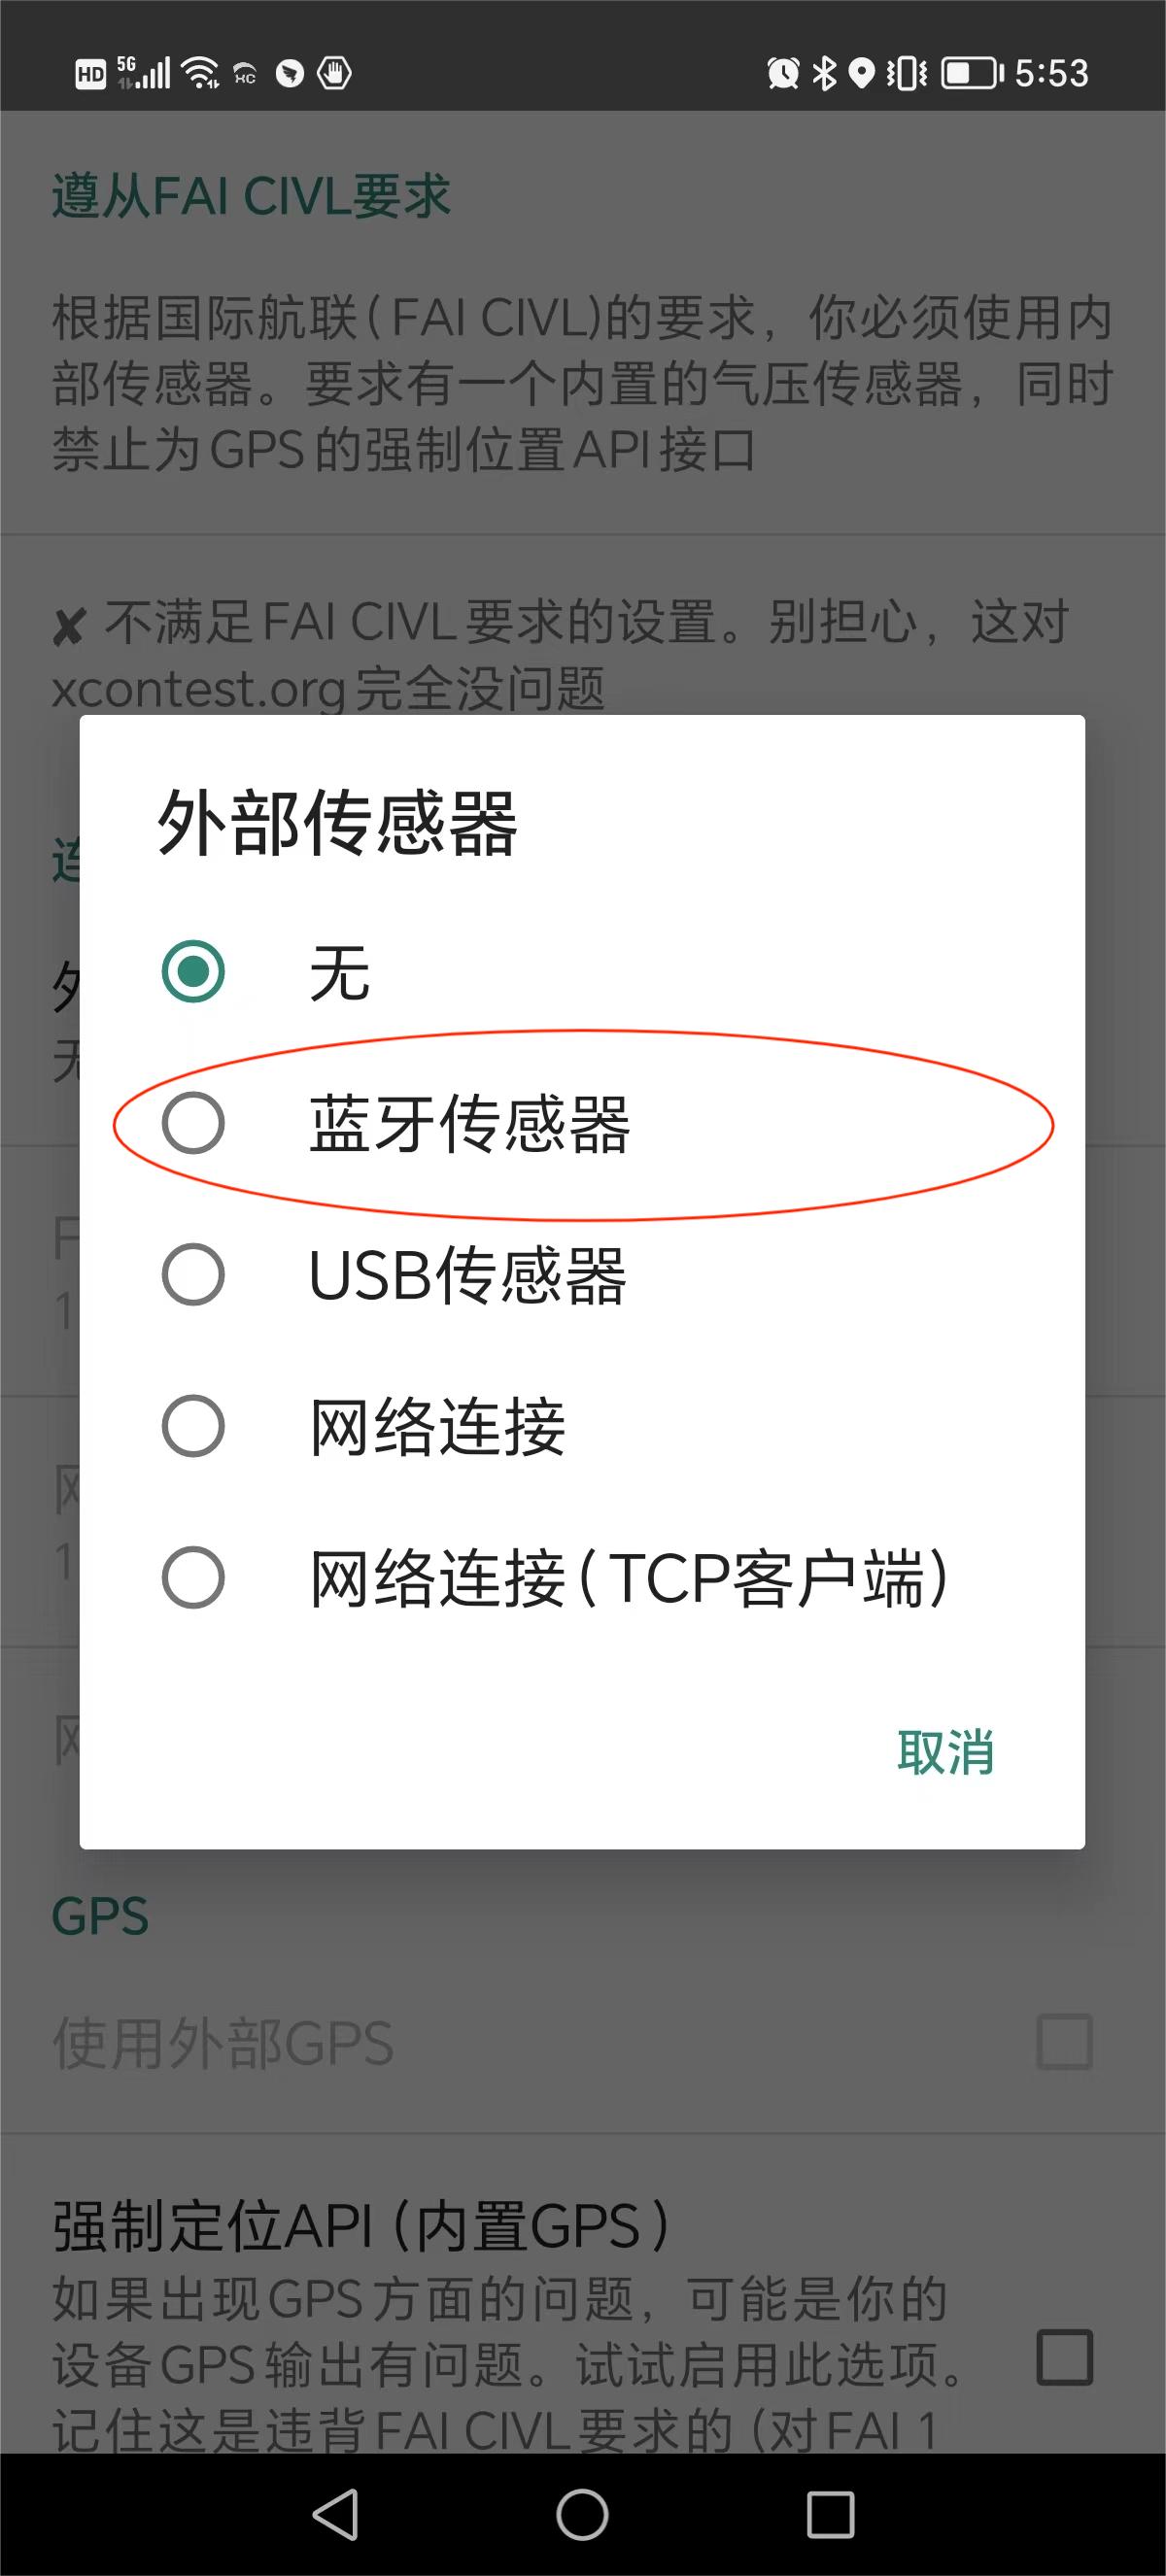 HD 5G XC 5:53
遵从FAI CIVL要求
根据国际航联(FAI CIVL)的要求，你必须使用内
部传感器。要求有一个内置的气压传感器，同时
禁止为GPS的强制位置API接口
✘ 不满足FAI CIVL要求的设置。别担心，这对
xcontest.org完全没问题
外部传感器
无
蓝牙传感器
USB传感器
网络连接
网络连接(TCP客户端)
取消
GPS
使用外部GPS
强制定位API (内置GPS)
如果出现GPS方面的问题，可能是你的
设备GPS输出有问题。试试启用此选项。
记住这是违背FAI CIVL要求的 (对FAI 1